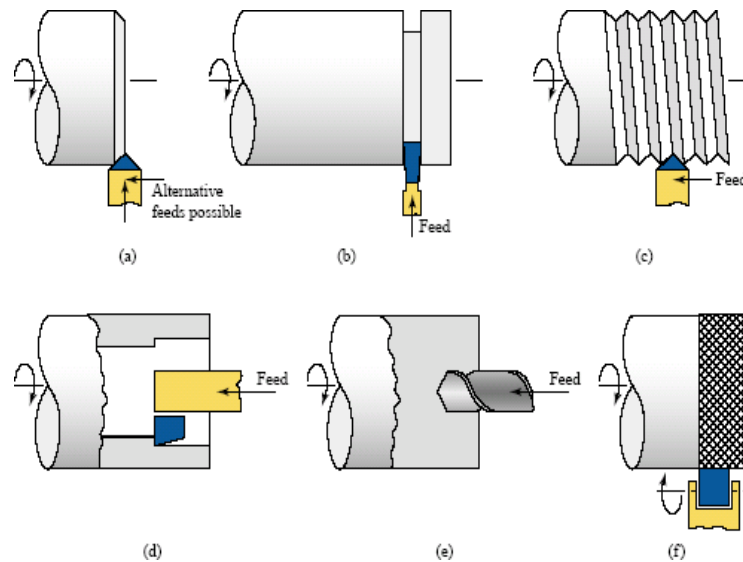 Alternative
feeds possible
Feed
Feed
(a)
(b)
(c)
Feed
Feed
(d)
(e)
(f)